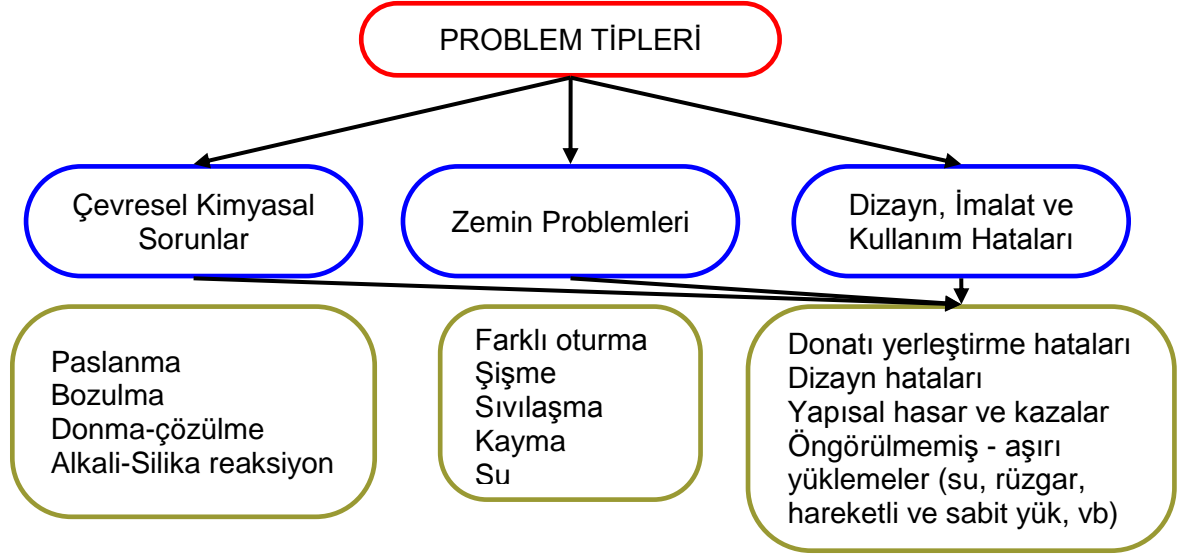 PROBLEM TİPLERİ
Çevresel Kimyasal
Sorunlar
Zemin Problemleri
Dizayn, İmalat ve
Kullanım Hataları
Paslanma
Bozulma
Donma-çözülme
Alkali-Silika reaksiyon
Farklı oturma
Şişme
Sıvılaşma
Kayma
Su
Donatı yerleştirme hataları
Dizayn hataları
Yapısal hasar ve kazalar
Öngörülmemiş - aşırı
yüklemeler (su, rüzgar,
hareketli ve sabit yük, vb)